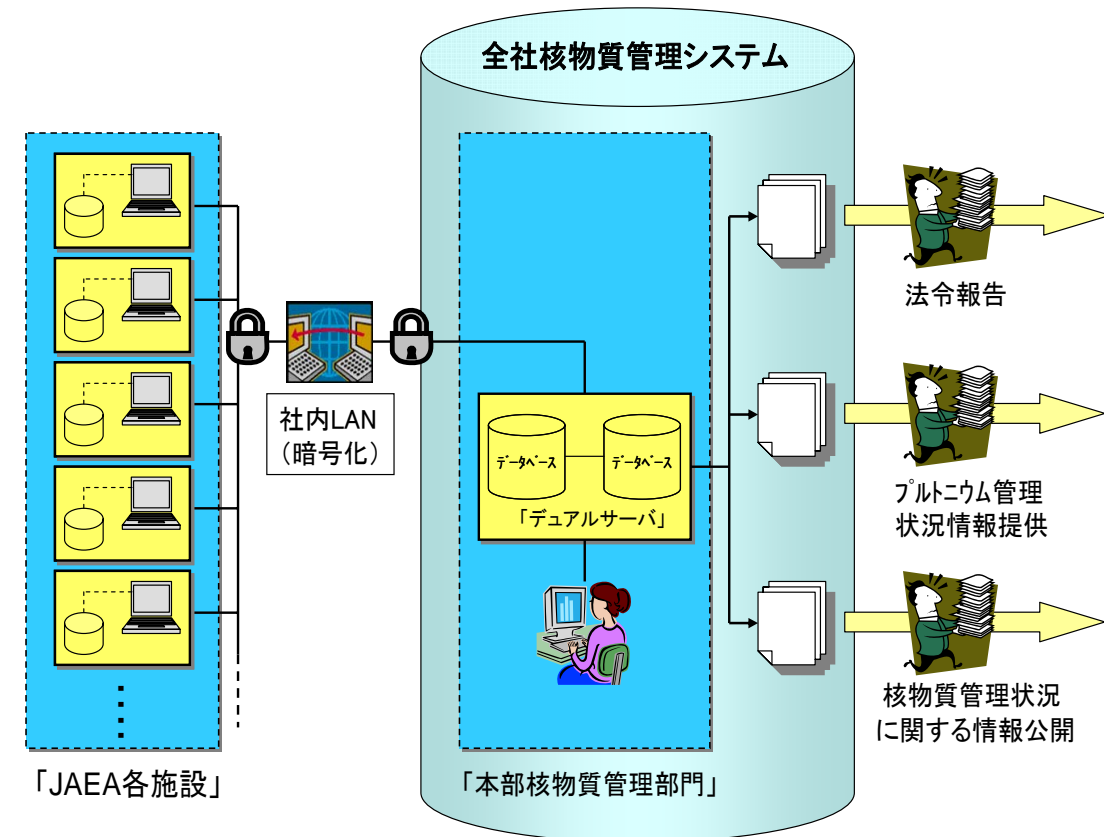 全社核物質管理システム
法令報告
社内LAN
（暗号化）
ﾃﾞｰﾀﾍﾞｰｽ
ﾃﾞｰﾀﾍﾞｰｽ
「デュアルサーバ」
ﾌﾟﾙﾄﾆｳﾑ管理
状況情報提供
核物質管理状況
に関する情報公開
「JAEA各施設」
「本部核物質管理部門」